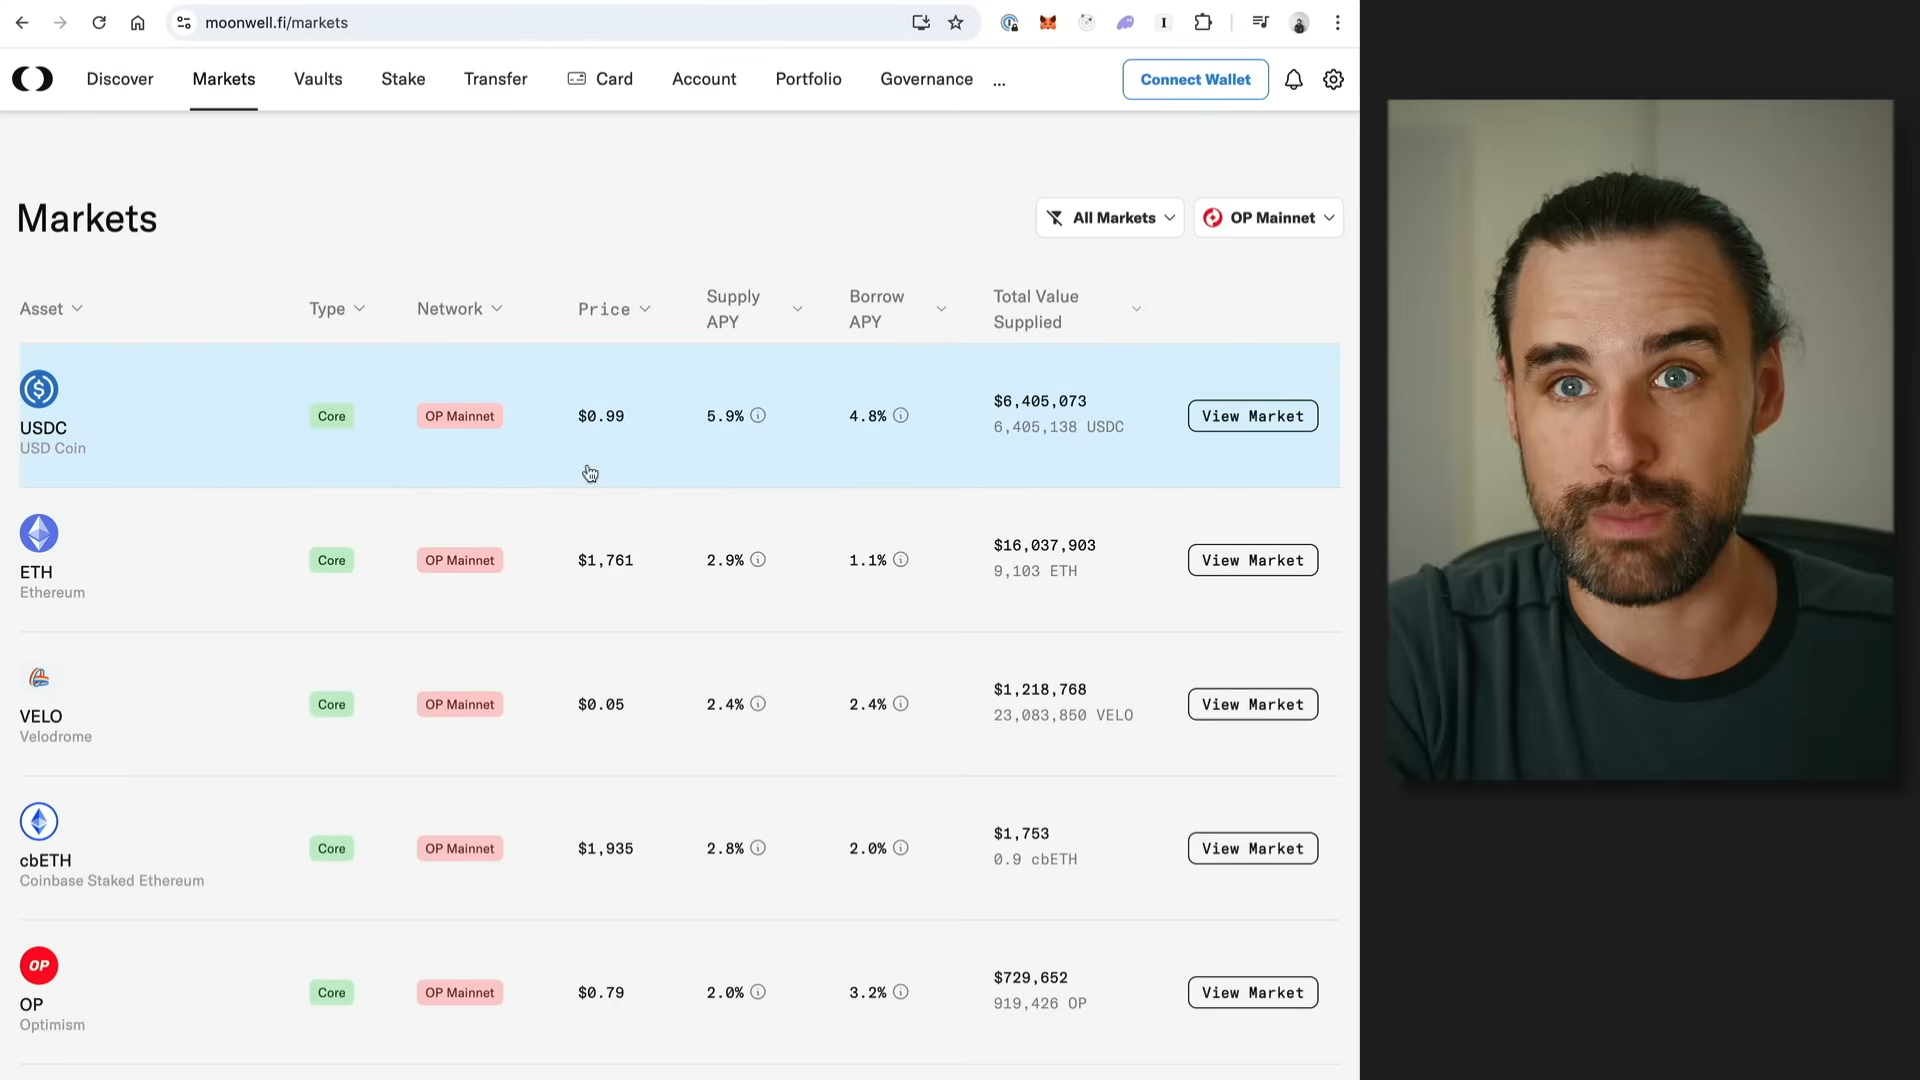 moonwell.fi/markets
Discover Markets Vaults Stake Transfer Card Account Portfolio Governance ... Connect Wallet
Markets
All Markets OP Mainnet
Asset Type Network Price Supply APY Borrow APY Total Value Supplied
USDC
USD Coin
Core OP Mainnet $0.99 5.9% 4.8%
$6,405,073
6,405,138 USDC
View Market
ETH
Ethereum
Core OP Mainnet $1,761 2.9% 1.1%
$16,037,903
9,103 ETH
View Market
VELO
Velodrome
Core OP Mainnet $0.05 2.4% 2.4%
$1,218,768
23,083,850 VELO
View Market
cbETH
Coinbase Staked Ethereum
Core OP Mainnet $1,935 2.8% 2.0%
$1,753
0.9 cbETH
View Market
OP
OP
Optimism
Core OP Mainnet $0.79 2.0% 3.2%
$729,652
919,426 OP
View Market